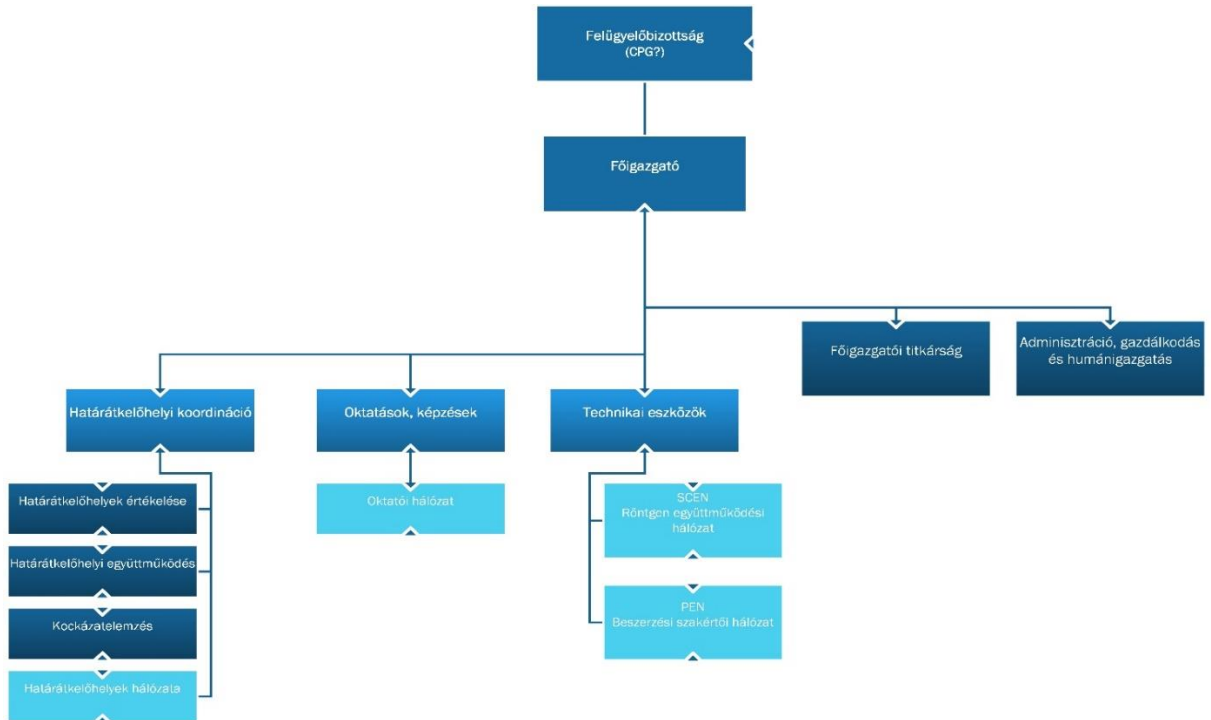 Felügyelőbizottság
(CPG?)
Főigazgató
Főigazgatói titkárság
Adminisztráció, gazdálkodás
és humánigazgatás
Határátkelőhelyi koordináció
Oktatások, képzések
Technikai eszközök
Határátkelőhelyek értékelése
Határátkelőhelyi együttműködés
Kockázatelemzés
Határátkelőhelyek hálózata
Oktatói hálózat
SCEN
Röntgen együttműködési
hálózat
PEN
Beszerzési szakértői hálózat